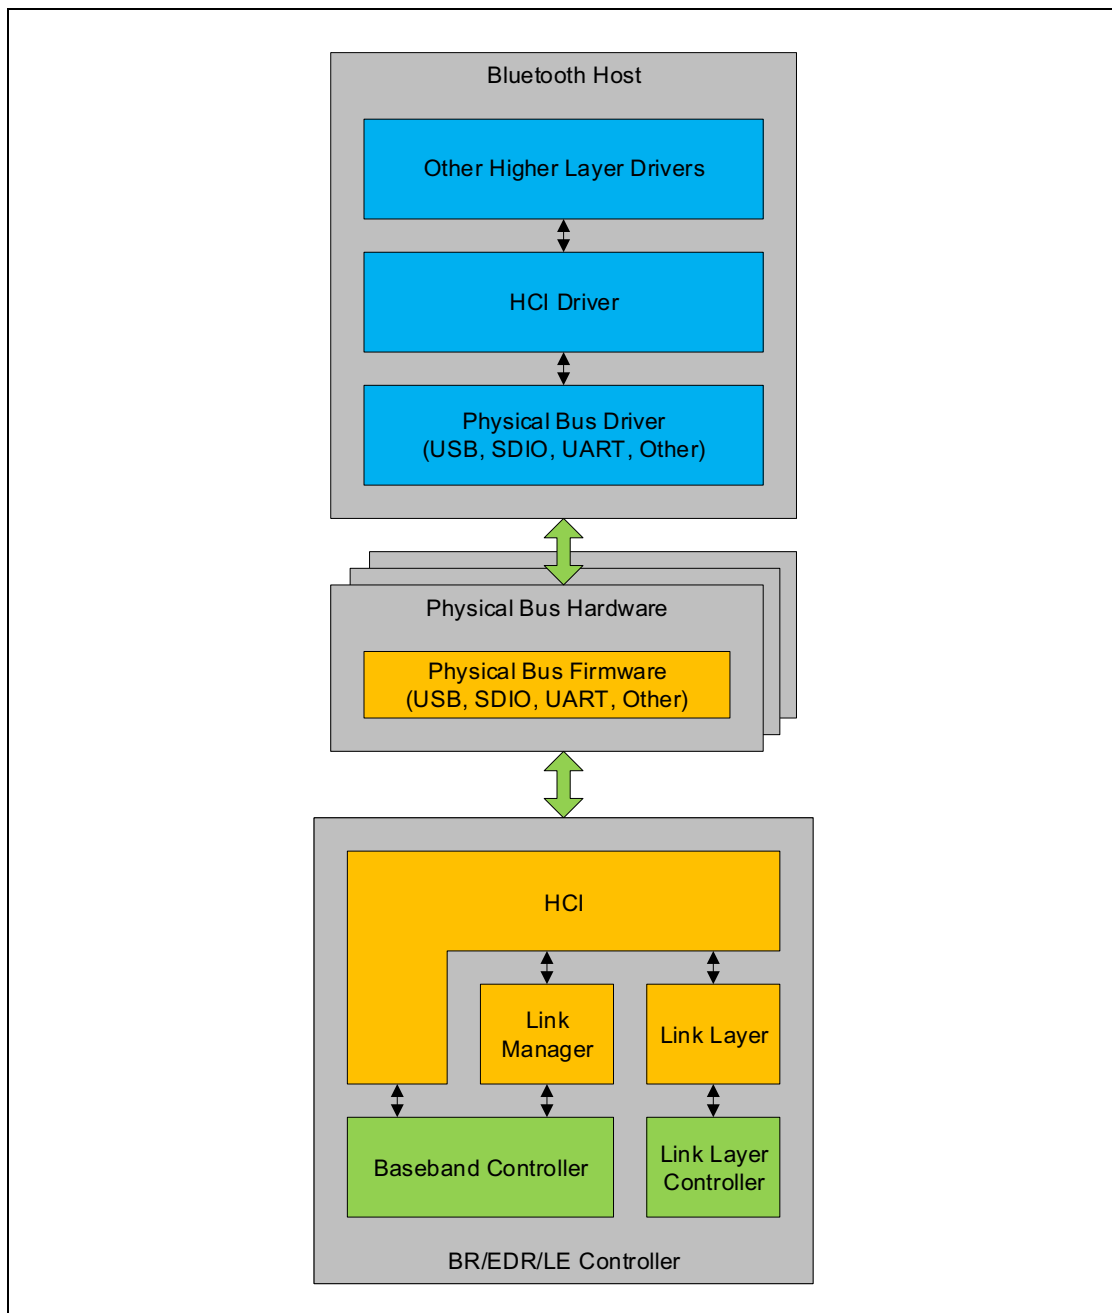 Bluetooth Host
Other Higher Layer Drivers
HCI Driver
Physical Bus Driver
(USB, SDIO, UART, Other)
Physical Bus Hardware
Physical Bus Firmware
(USB, SDIO, UART, Other)
HCI
Link
Manager
Link Layer
Baseband Controller
Link Layer
Controller
BR/EDR/LE Controller